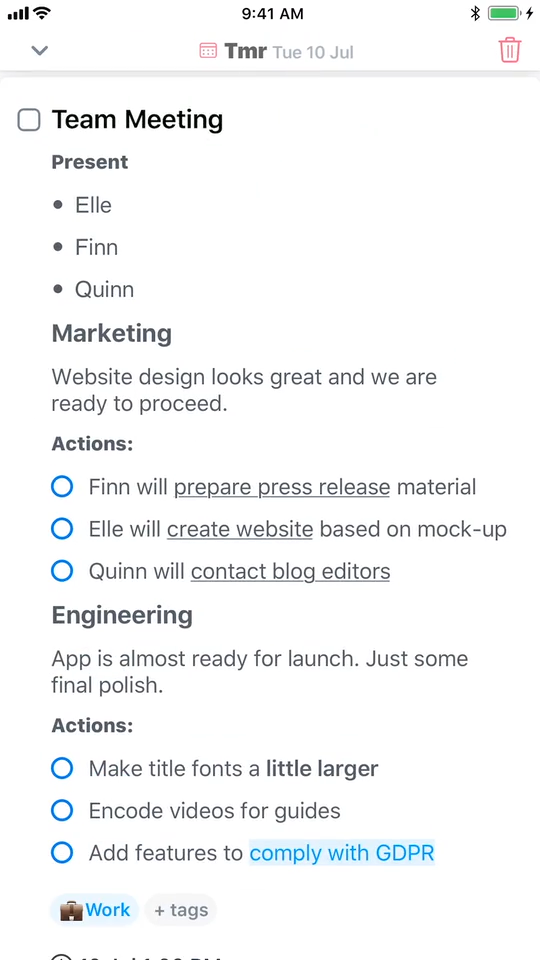 9:41 AM
Tmr Tue 10 Jul
Team Meeting
Present
• Elle
• Finn
• Quinn
Marketing
Website design looks great and we are
ready to proceed.
Actions:
Finn will prepare press release material
Elle will create website based on mock-up
Quinn will contact blog editors
Engineering
App is almost ready for launch. Just some
final polish.
Actions:
Make title fonts a little larger
Encode videos for guides
Add features to comply with GDPR
Work + tags